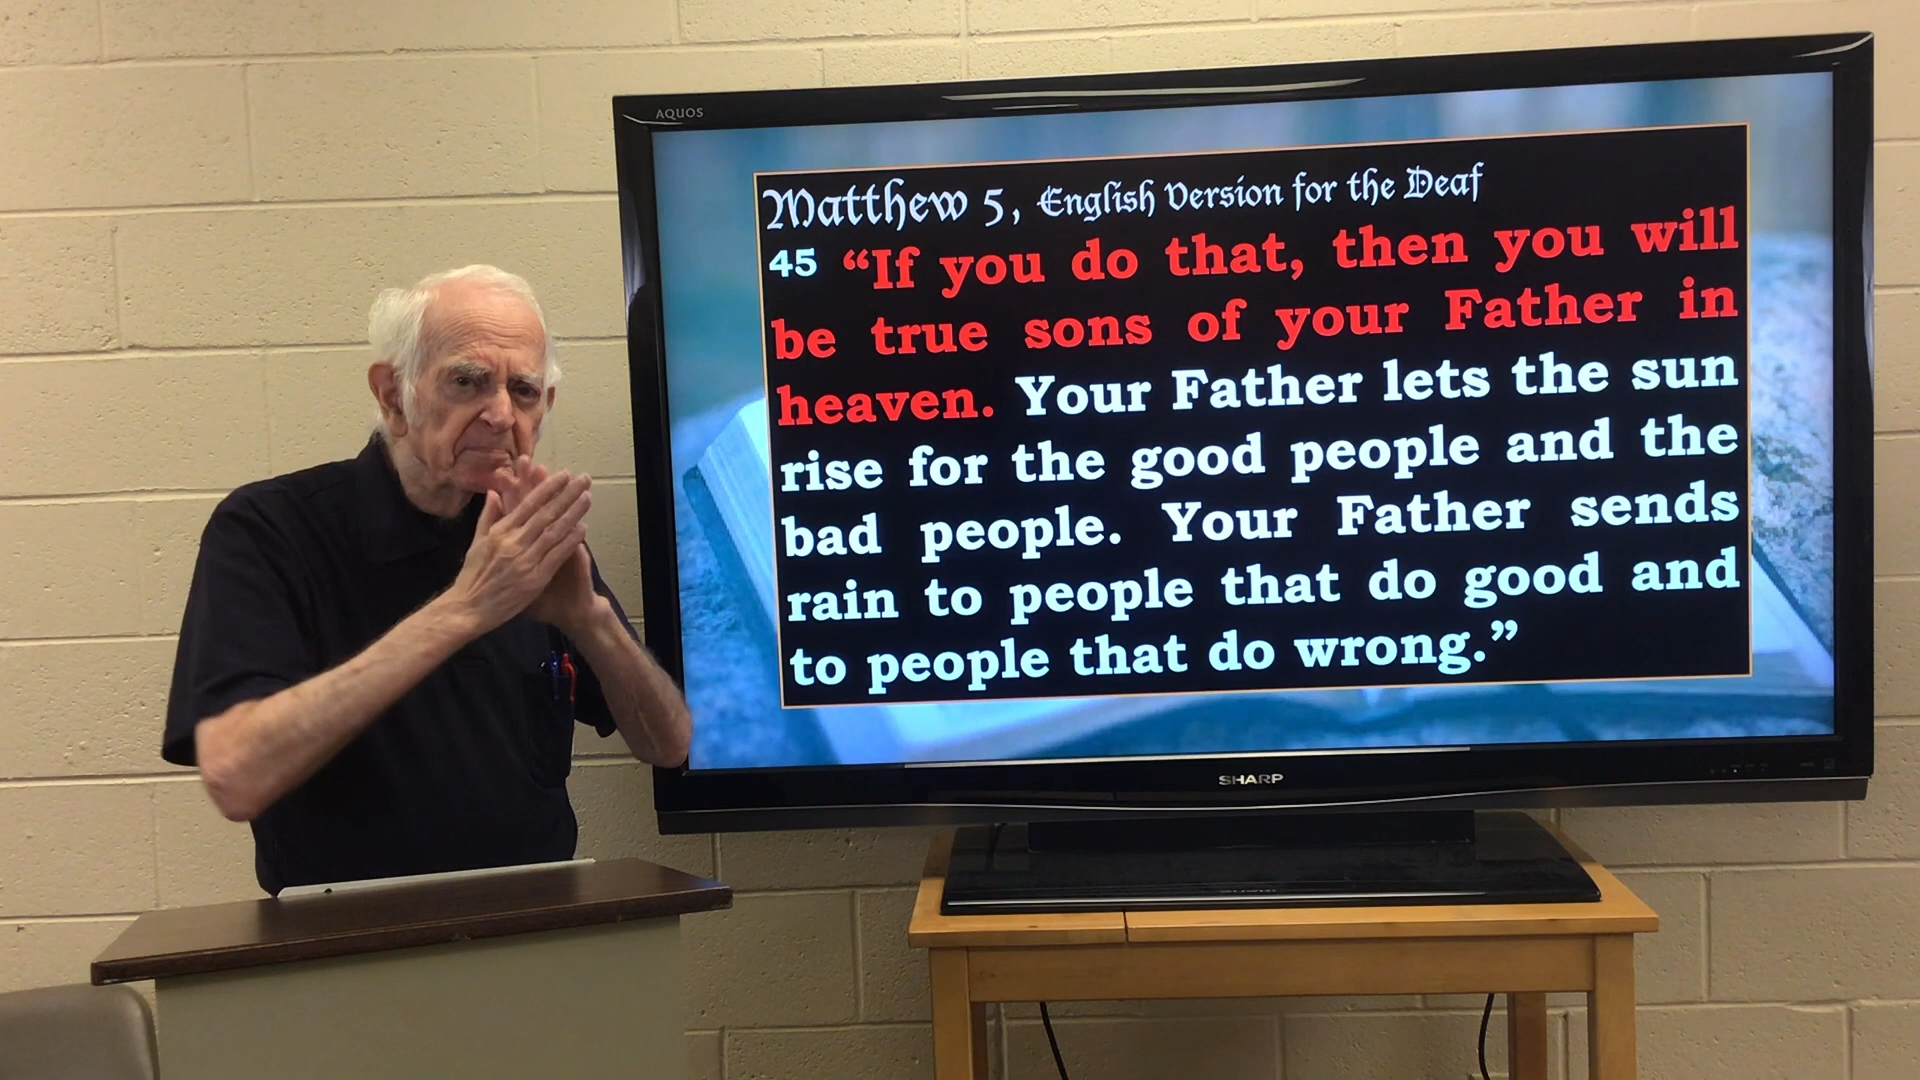 AQUOS
Matthew 5, English Version for the Deaf
45 “If you do that, then you will
be true sons of your Father in
heaven. Your Father lets the sun
rise for the good people and the
bad people. Your Father sends
rain to people that do good and
to people that do wrong.”
SHARP